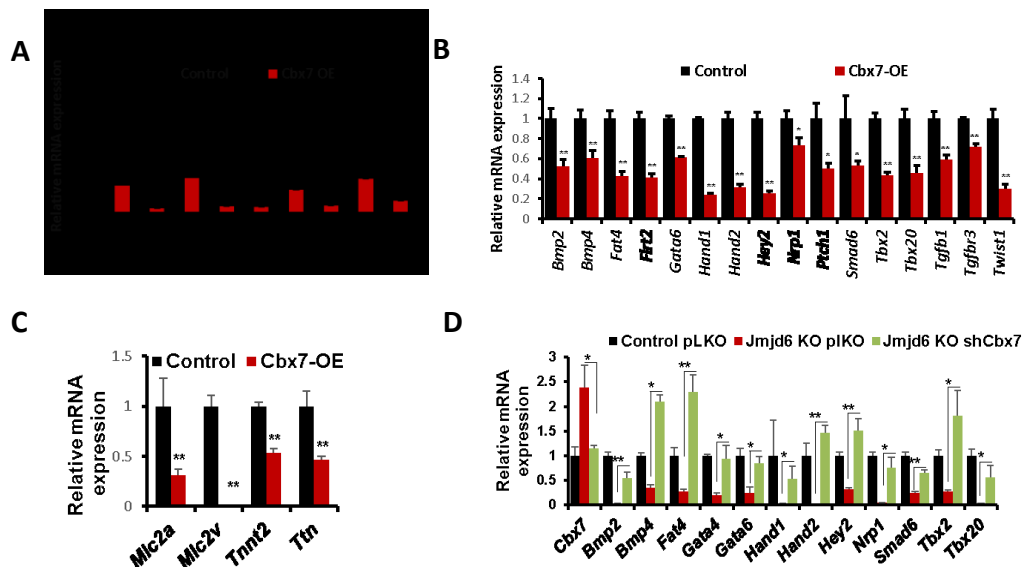 A
Relative mRNA expression
Control
Cbx7 OE
B
Control
Cbx7-OE
Relative mRNA expression
1.4
1.2
1
0.8
0.6
0.4
0.2
0
** ** ** ** ** ** ** ** * * * ** ** ** ** **
Bmp2
Bmp4
Fat4
Flrt2
Gata6
Hand1
Hand2
Hey2
Nrp1
Ptch1
Smad6
Tbx2
Tbx20
Tgfb1
Tgfbr3
Twist1
C
Control
Cbx7-OE
Relative mRNA
expression
1.5
1
0.5
0
** ** ** **
Mlc2a
Mlc2v
Tnnt2
Ttn
D
Control pLKO
Jmjd6 KO plKO
Jmjd6 KO shCbx7
Relative mRNA
expression
3
2.5
2
1.5
1
0.5
0
* ** * ** * * * ** ** * ** * *
Cbx7
Bmp2
Bmp4
Fat4
Gata4
Gata6
Hand1
Hand2
Hey2
Nrp1
Smad6
Tbx2
Tbx20